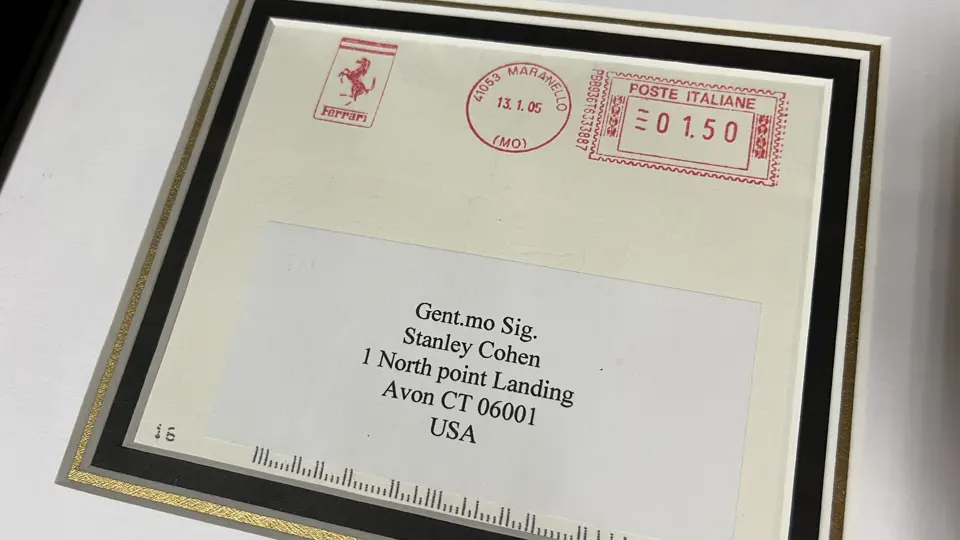 Ferrari
41053 MARANELLO
13.1.05
(MO)
PBB936716333887
POSTE ITALIANE
01.50
Gent.mo Sig.
Stanley Cohen
1 North point Landing
Avon CT 06001
USA